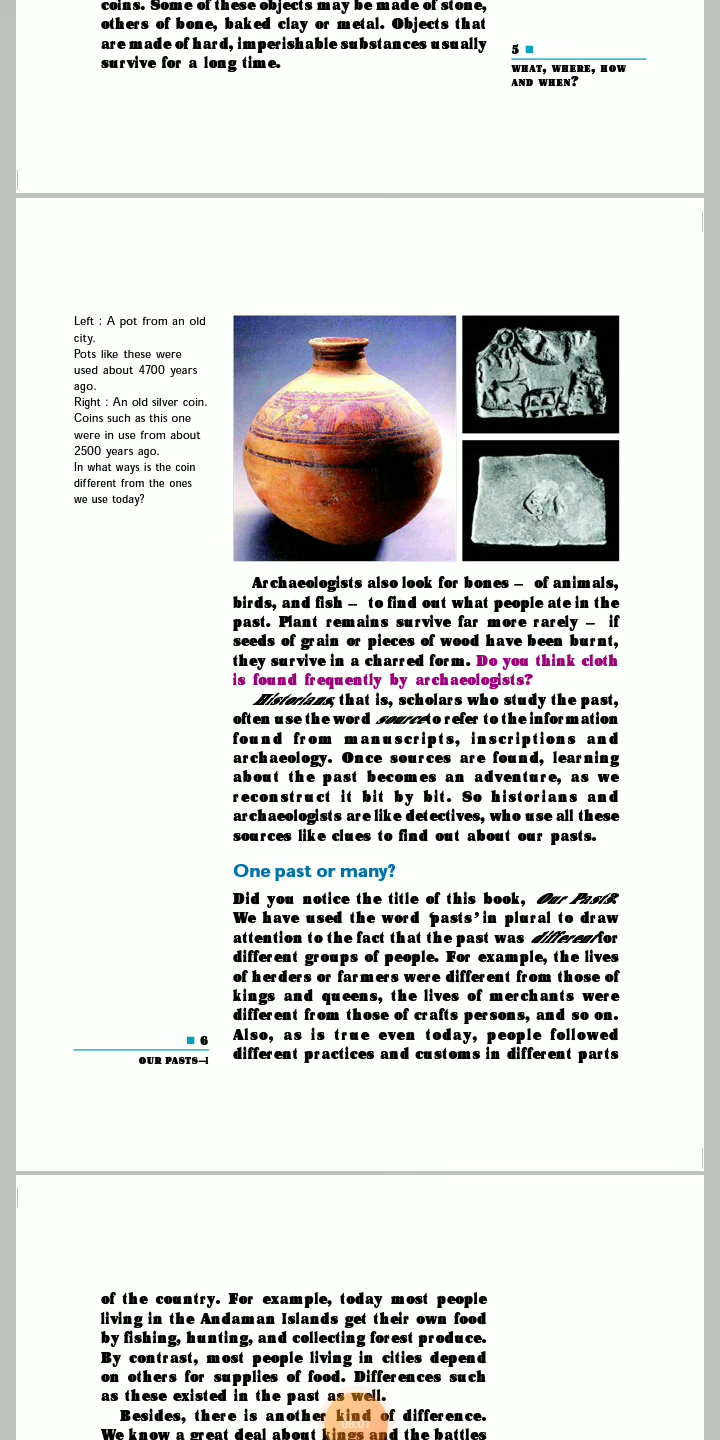 coins. Some of these objects may be made of stone,
others of bone, baked clay or metal. Objects that
are made of hard, imperishable substances usually
survive for a long time.
5
WHAT, WHERE, HOW
AND WHEN?
Left : A pot from an old
city.
Pots like these were
used about 4700 years
ago.
Right : An old silver coin.
Coins such as this one
were in use from about
2500 years ago.
In what ways is the coin
different from the ones
we use today?
Archaeologists also look for bones – of animals,
birds, and fish – to find out what people ate in the
past. Plant remains survive far more rarely – if
seeds of grain or pieces of wood have been burnt,
they survive in a charred form. Do you think cloth
is found frequently by archaeologists?
Historians, that is, scholars who study the past,
often use the word source to refer to the information
found from manuscripts, inscriptions and
archaeology. Once sources are found, learning
about the past becomes an adventure, as we
reconstruct it bit by bit. So historians and
archaeologists are like detectives, who use all these
sources like clues to find out about our pasts.
One past or many?
Did you notice the title of this book, Our Pasts?
We have used the word ‘pasts’ in plural to draw
attention to the fact that the past was different for
different groups of people. For example, the lives
of herders or farmers were different from those of
kings and queens, the lives of merchants were
different from those of crafts persons, and so on.
Also, as is true even today, people followed
different practices and customs in different parts
6
OUR PASTS–I
of the country. For example, today most people
living in the Andaman Islands get their own food
by fishing, hunting, and collecting forest produce.
By contrast, most people living in cities depend
on others for supplies of food. Differences such
as these existed in the past as well.
Besides, there is another kind of difference.
We know a great deal about kings and the battles
03:01